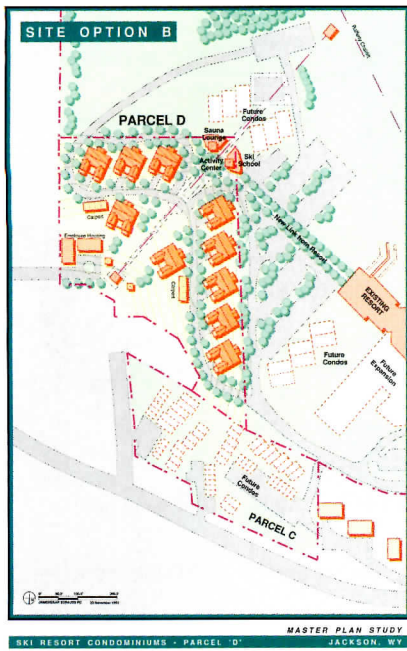 SITE OPTION B
PARCEL D
Future
Condos
Sauna
Lounge
Activity
Center
Ski
School
Carport
Employee Housing
New Link from Resort
Carport
EXISTING
RESORT
Future
Condos
Future
Expansion
Future
Condos
PARCEL C
MASTER PLAN STUDY
SKI RESORT CONDOMINIUMS - PARCEL 'D'
JACKSON, WY